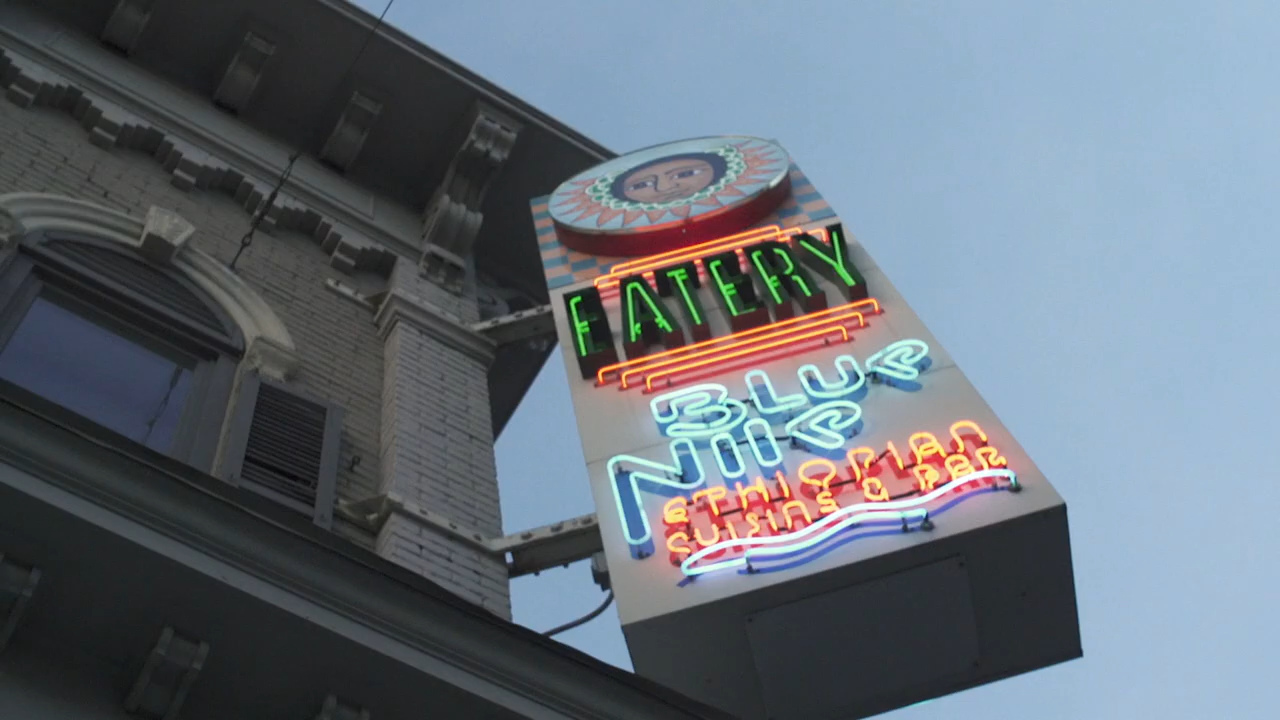 EATERY
BLUE
NILE
ETHIOPIAN
CUISINE & BAR